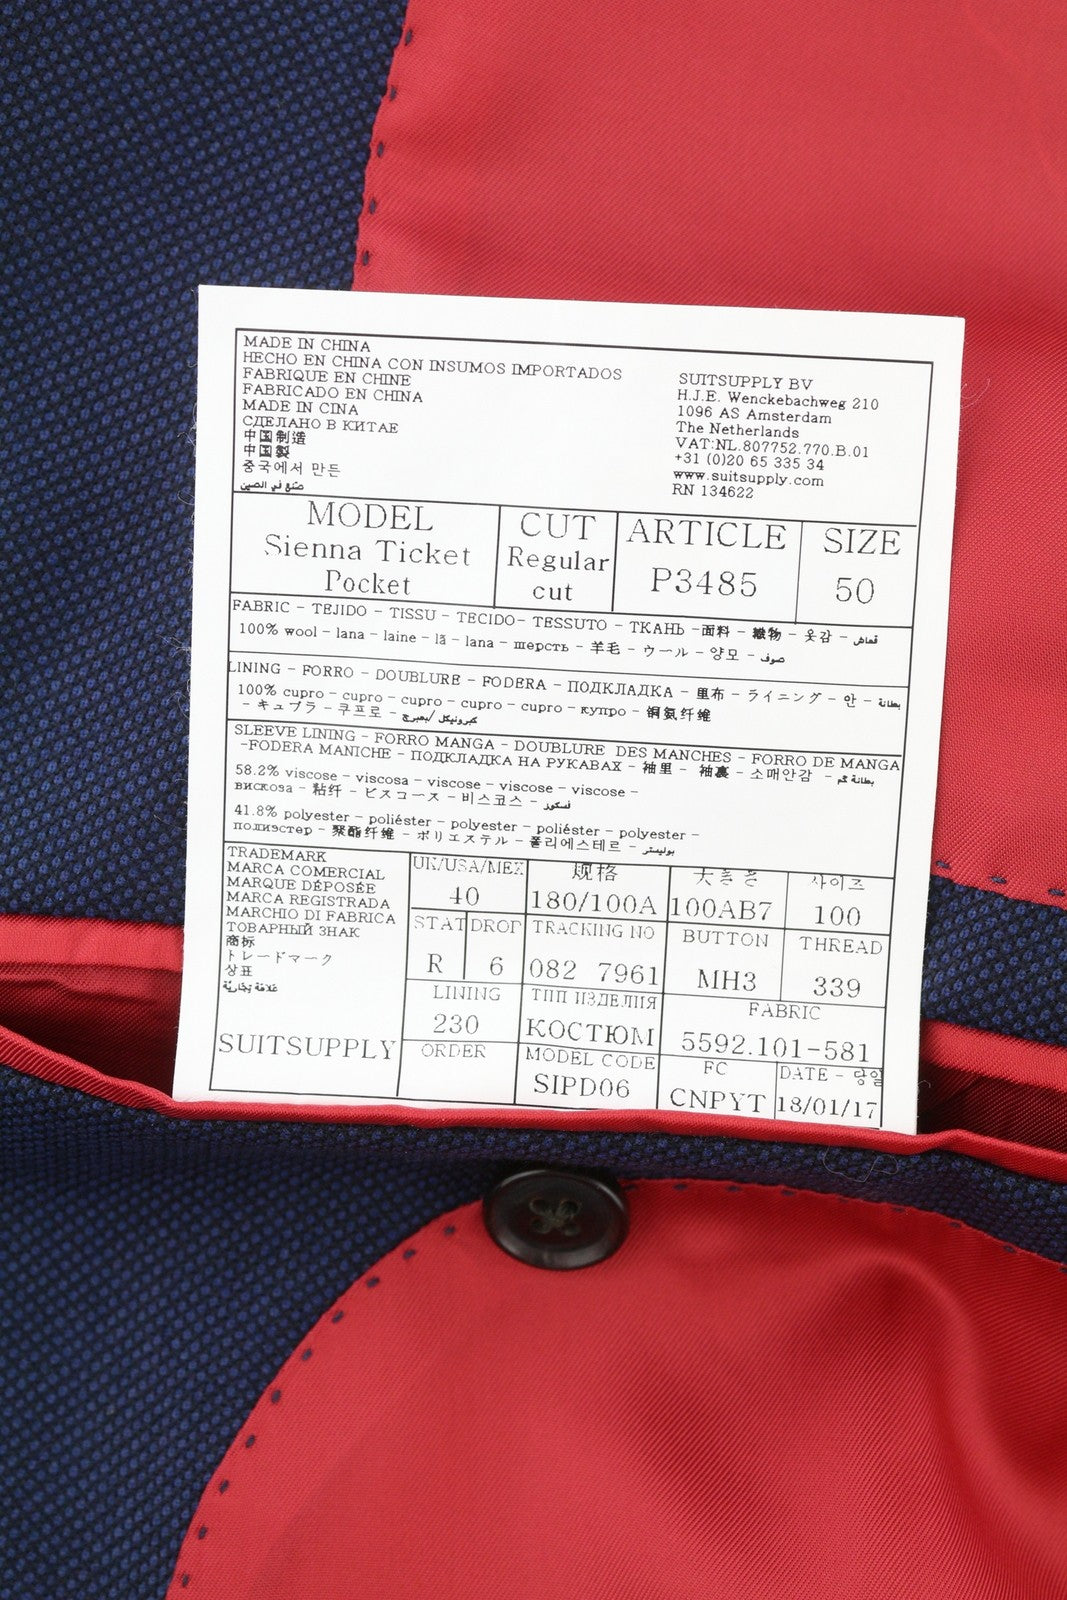 MADE IN CHINA
HECHO EN CHINA CON INSUMOS IMPORTADOS
FABRIQUE EN CHINE
FABRICADO EN CHINA
MADE IN CINA
СДЕЛАНО В КИТАЕ
中国制造
中国製
중국에서 만든
صنع في الصين
SUITSUPPLY BV
H.J.E. Wenckebachweg 210
1096 AS Amsterdam
The Netherlands
VAT:NL.807752.770.B.01
+31 (0)20 65 335 34
www.suitsupply.com
RN 134622
MODEL
Sienna Ticket
Pocket
CUT
Regular
cut
ARTICLE
P3485
SIZE
50
FABRIC - TEJIDO - TISSU - TECIDO- TESSUTO - ТКАНЬ -面料 - 織物 - 옷감 - قماش
100% wool - lana - laine - lã - lana - шерсть - 羊毛 - ウール - 양모 - صوف
LINING - FORRO - DOUBLURE - FODERA - ПОДКЛАДКА - 里布 - ライニング - 안 - بطانة
100% cupro - cupro - cupro - cupro - cupro - купро - 铜氨纤维
- キュプラ - 쿠프로 -
SLEEVE LINING - FORRO MANGA - DOUBLURE DES MANCHES - FORRO DE MANGA
-FODERA MANICHE - ПОДКЛАДКА НА РУКАВАХ - 袖里 - 袖裏 - 소매안감 - بطانة كم
58.2% viscose - viscosa - viscose - viscose - viscose -
вискоза - 粘纤 - ビスコース - 비스코스 - فسكوز
41.8% polyester - poliéster - polyester - poliéster - polyester -
полиэстер - 聚酯纤维 - ポリエステル - 폴리에스테르 - بوليستر
TRADEMARK
MARCA COMERCIAL
MARQUE DÉPOSÉE
MARCA REGISTRADA
MARCHIO DI FABRICA
ТОВАРНЫЙ ЗНАК
商标
トレードマーク
상표
علامة تجارية
SUITSUPPLY
UK/USA/MEX
40
规格
180/100A
大きさ
100AB7
사이즈
100
STAT
R
DROP
6
TRACKING NO
082 7961
BUTTON
MH3
THREAD
339
LINING
230
ТИП ИЗДЕЛИЯ
КОСТЮМ
FABRIC
5592.101-581
ORDER
MODEL CODE
SIPD06
FC
CNPYT
DATE - 당일
18/01/17